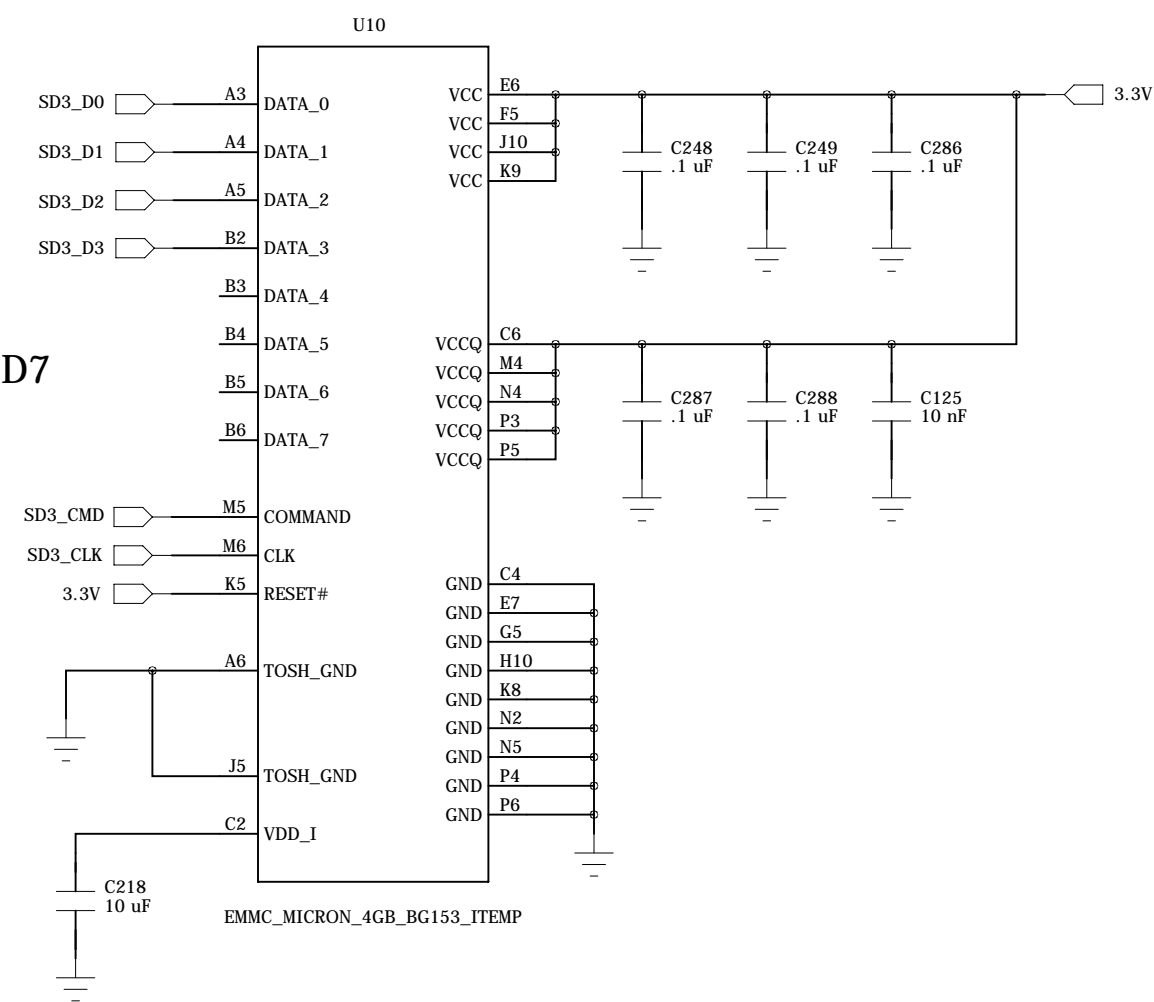 U10
SD3_D0 A3 DATA_0
SD3_D1 A4 DATA_1
SD3_D2 A5 DATA_2
SD3_D3 B2 DATA_3
B3 DATA_4
B4 DATA_5
D7
B5 DATA_6
B6 DATA_7
SD3_CMD M5 COMMAND
SD3_CLK M6 CLK
3.3V K5 RESET#
A6 TOSH_GND
J5 TOSH_GND
C2 VDD_I
C218
10 uF
VCC E6
VCC F5
VCC J10
VCC K9
3.3V
C248
.1 uF
C249
.1 uF
C286
.1 uF
VCCQ C6
VCCQ M4
VCCQ N4
VCCQ P3
VCCQ P5
C287
.1 uF
C288
.1 uF
C125
10 nF
GND C4
GND E7
GND G5
GND H10
GND K8
GND N2
GND N5
GND P4
GND P6
EMMC_MICRON_4GB_BG153_ITEMP